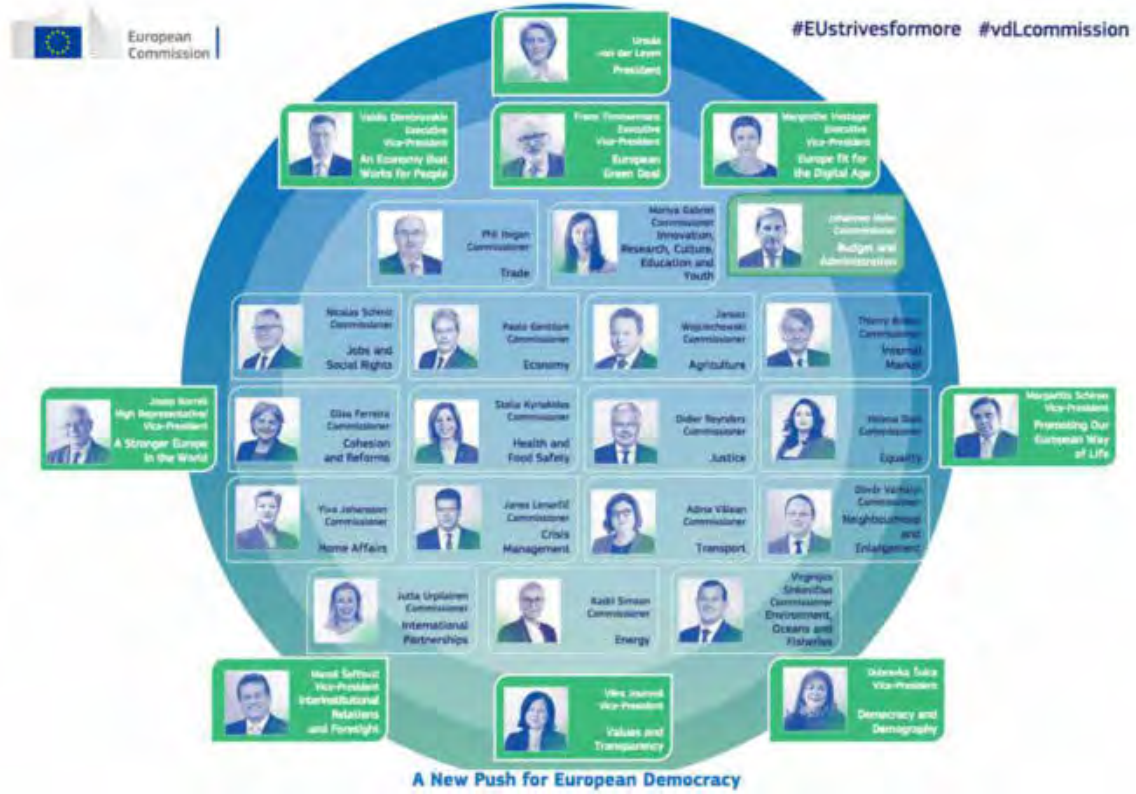 European
Commission
#EUstrivesformore #vdLcommission
Ursula
von der Leyen
President
Valdis Dombrovskis
Executive
Vice-President
An Economy that
Works for People
Frans Timmermans
Executive
Vice-President
European
Green Deal
Margrethe Vestager
Executive
Vice-President
Europe fit for
the Digital Age
Phil Hogan
Commissioner
Trade
Mariya Gabriel
Commissioner
Innovation,
Research, Culture,
Education and
Youth
Johannes Hahn
Commissioner
Budget and
Administration
Nicolas Schmit
Commissioner
Jobs and
Social Rights
Paolo Gentiloni
Commissioner
Economy
Janusz
Wojciechowski
Commissioner
Agriculture
Thierry Breton
Commissioner
Internal
Market
Josep Borrell
High Representative/
Vice-President
A Stronger Europe
in the World
Elisa Ferreira
Commissioner
Cohesion
and Reforms
Stella Kyriakides
Commissioner
Health and
Food Safety
Didier Reynders
Commissioner
Justice
Helena Dalli
Commissioner
Equality
Margaritis Schinas
Vice-President
Promoting Our
European Way
of Life
Ylva Johansson
Commissioner
Home Affairs
Janez Lenarčič
Commissioner
Crisis
Management
Adina Vălean
Commissioner
Transport
Olivér Várhelyi
Commissioner
Neighbourhood
and
Enlargement
Jutta Urpilainen
Commissioner
International
Partnerships
Kadri Simson
Commissioner
Energy
Virginijus
Sinkevičius
Commissioner
Environment,
Oceans and
Fisheries
Maroš Šefčovič
Vice-President
Interinstitutional
Relations
and Foresight
Věra Jourová
Vice-President
Values and
Transparency
Dubravka Šuica
Vice-President
Democracy and
Demography
A New Push for European Democracy